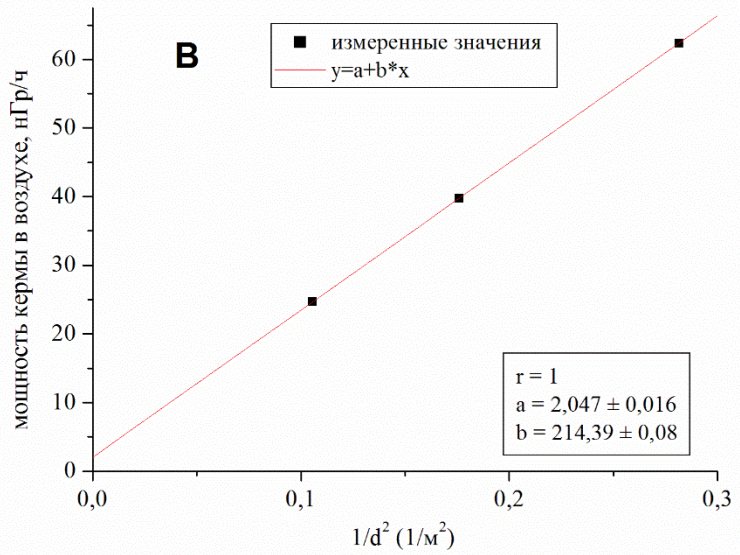 B
измеренные значения
y=a+b*x
мощность кермы в воздухе, нГр/ч
60
50
40
30
20
10
0
r = 1
a = 2,047 ± 0,016
b = 214,39 ± 0,08
0,0 0,1 0,2 0,3
1/d² (1/м²)